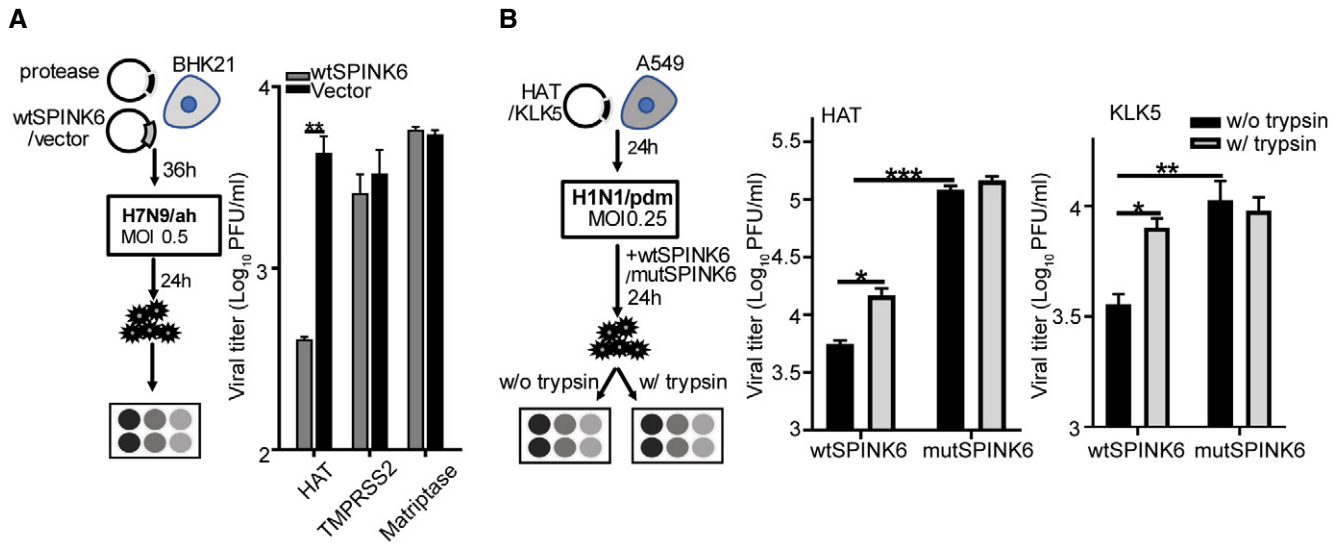 A
protease
BHK21
wtSPINK6
/vector
36h
H7N9/ah
MOI 0.5
24h
Viral titer (Log10 PFU/ml)
4
3
2
wtSPINK6
Vector
**
HAT
TMPRSS2
Matriptase
B
HAT
/KLK5
A549
24h
H1N1/pdm
MOI0.25
+wtSPINK6
/mutSPINK6
24h
w/o trypsin
w/ trypsin
HAT
Viral titer (Log10 PFU/ml)
5.5
5
4.5
4
3.5
3
***
*
wtSPINK6
mutSPINK6
KLK5
w/o trypsin
w/ trypsin
Viral titer (Log10 PFU/ml)
4
3.5
3
**
*
wtSPINK6
mutSPINK6